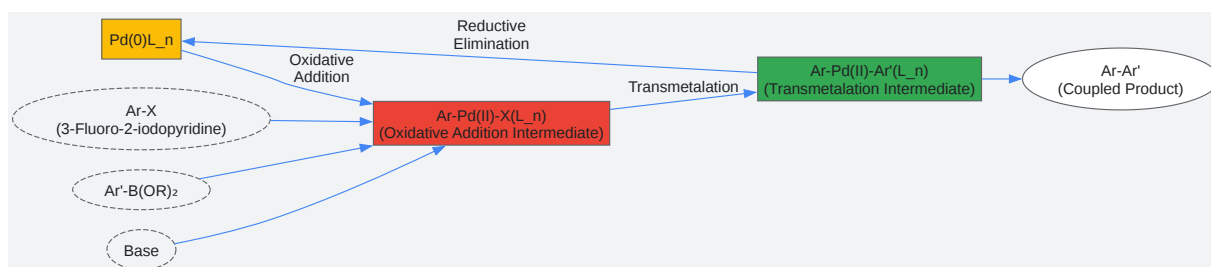 Pd(0)L_n
Reductive
Elimination
Oxidative
Addition
Ar-X
(3-Fluoro-2-iodopyridine)
Ar-Pd(II)-X(L_n)
(Oxidative Addition Intermediate)
Transmetalation
Ar-Pd(II)-Ar'(L_n)
(Transmetalation Intermediate)
Ar-Ar'
(Coupled Product)
Ar'-B(OR)₂
Base